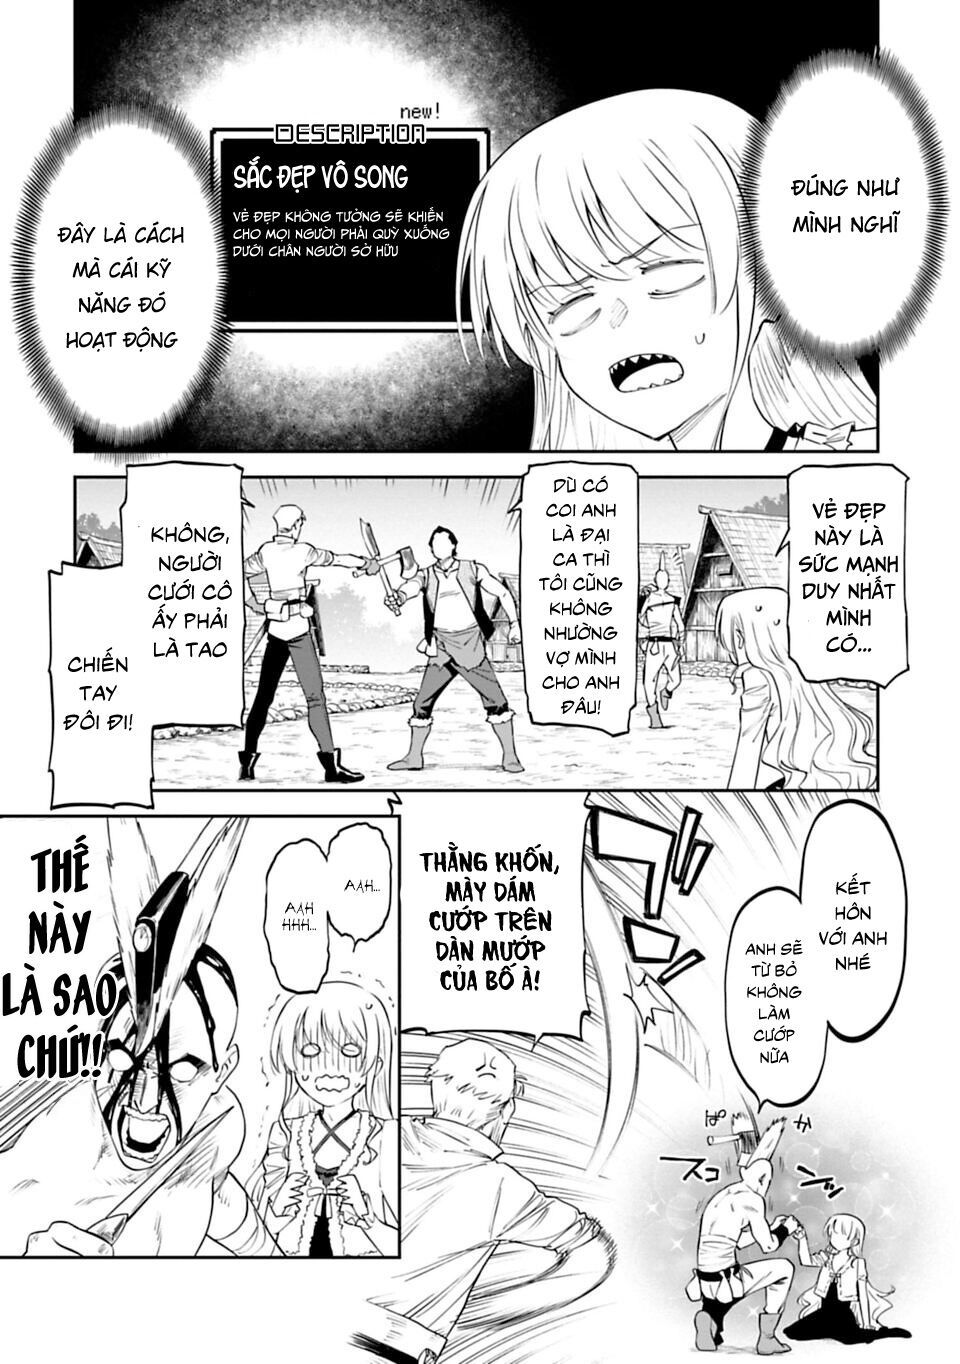 ĐÚNG NHƯ
MÌNH NGHĨ
new!
DESCRIPTION
SẮC ĐẸP VÔ SONG
VẺ ĐẸP KHÔNG TƯỞNG SẼ KHIẾN
CHO MỌI NGƯỜI PHẢI QUỲ XUỐNG
DƯỚI CHÂN NGƯỜI SỞ HỮU
ĐÂY LÀ CÁCH
MÀ CÁI KỸ
NĂNG ĐÓ
HOẠT ĐỘNG
VẺ ĐẸP
NÀY LÀ
SỨC MẠNH
DUY NHẤT
MÌNH
CÓ...
DÙ CÓ
COI ANH
LÀ ĐẠI
CA THÌ
TÔI CŨNG
KHÔNG
NHƯỜNG
VỢ MÌNH
CHO ANH
ĐÂU!
KHÔNG,
NGƯỜI
CƯỚI CÔ
ẤY PHẢI
LÀ TAO
CHIẾN
TAY
ĐÔI ĐI!
KẾT
HÔN
VỚI ANH
NHÉ
ANH SẼ
TỪ BỎ
KHÔNG
LÀM
CƯỚP
NỮA
ぱ
か
ズコ
THẰNG KHỐN,
MÀY DÁM
CƯỚP TRÊN
DÀN MƯỚP
CỦA BỐ À!
AAH...
AAH
HHH...
THẾ
NÀY
LÀ SAO
CHỨ!!